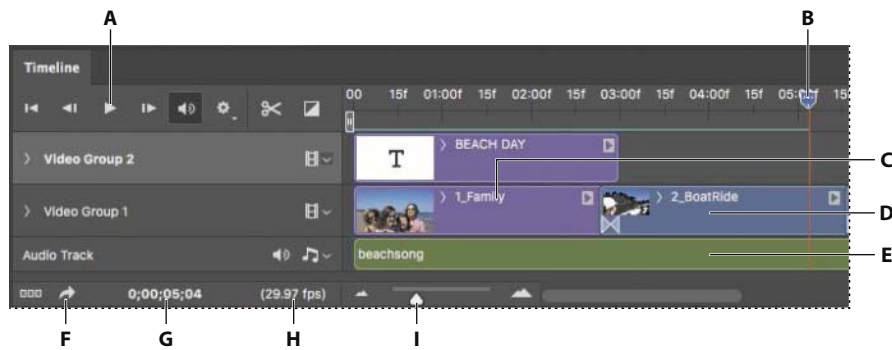 A B
Timeline
00 15f 01:00f 15f 02:00f 15f 03:00f 15f 04:00f 15f 05:00f 15
Video Group 2
T BEACH DAY
C
Video Group 1
1_Family 2_BoatRide
D
Audio Track
beachsong
E
0;00;05;04 (29.97 fps)
F G H I